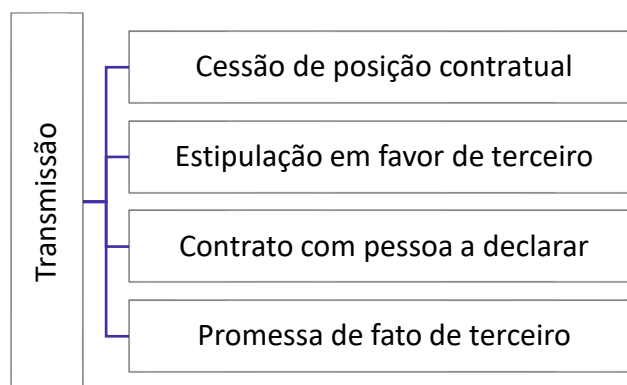 Transmissão
Cessão de posição contratual
Estipulação em favor de terceiro
Contrato com pessoa a declarar
Promessa de fato de terceiro